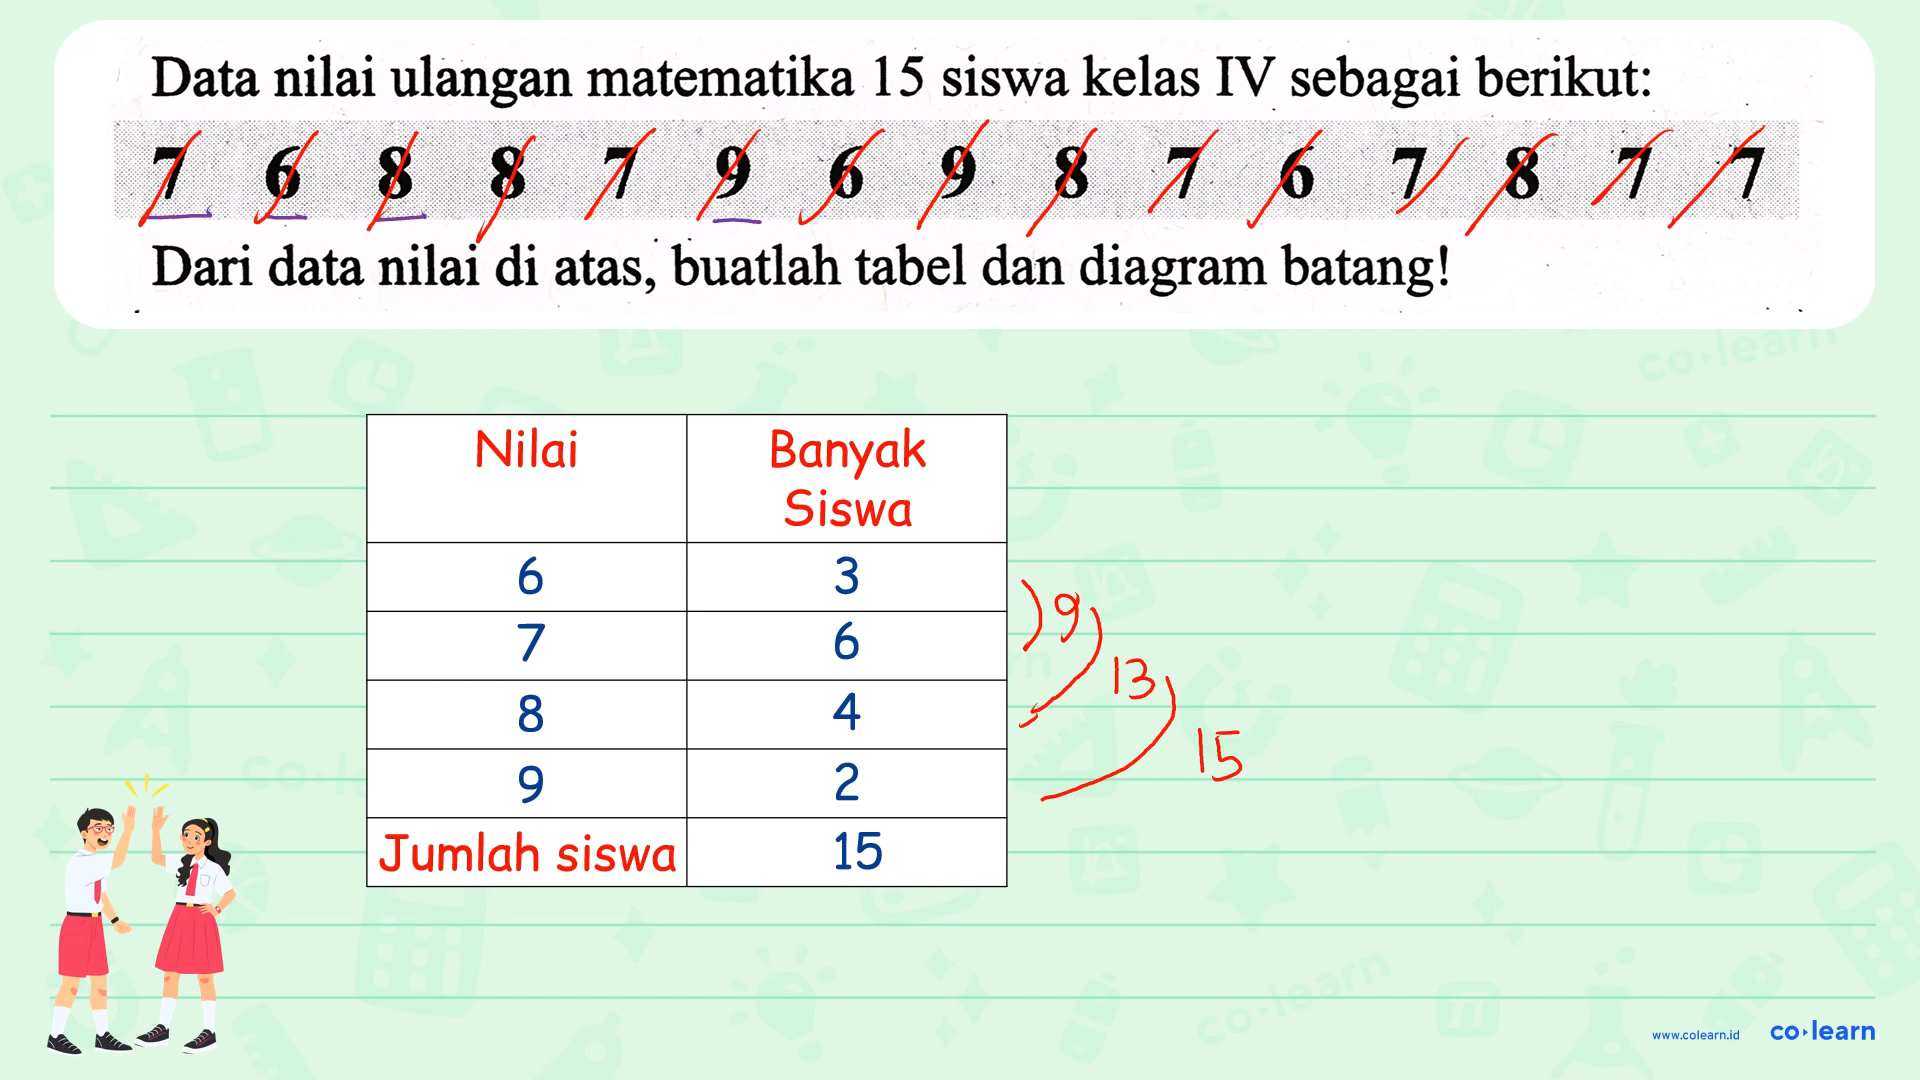 Data nilai ulangan matematika 15 siswa kelas IV sebagai berikut:
7 6 8 8 7 9 6 9 8 7 6 7 8 7 7
Dari data nilai di atas, buatlah tabel dan diagram batang!
Nilai Banyak
Siswa
6 3
7 6
8 4
9 2
Jumlah siswa 15
9
13
15
co·learn
www.colearn.id co·learn